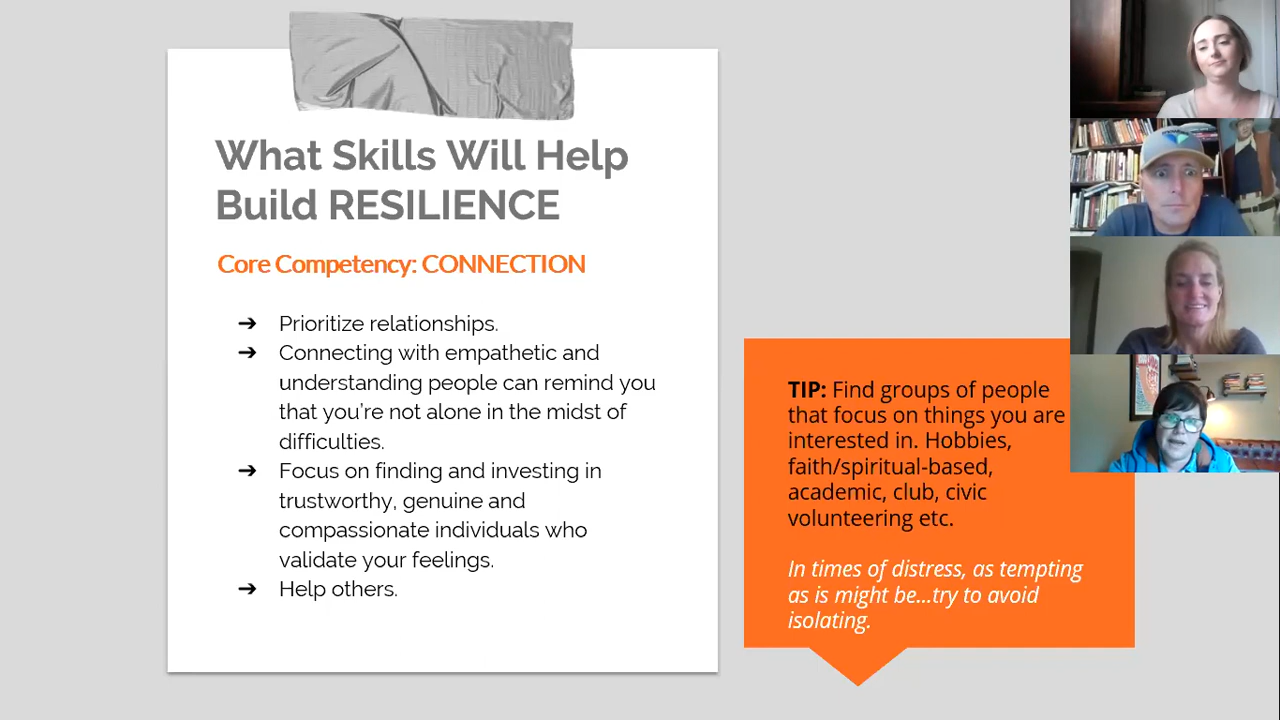 What Skills Will Help
Build RESILIENCE
Core Competency: CONNECTION
➔ Prioritize relationships.
➔ Connecting with empathetic and
understanding people can remind you
that you're not alone in the midst of
difficulties.
➔ Focus on finding and investing in
trustworthy, genuine and
compassionate individuals who
validate your feelings.
➔ Help others.
TIP: Find groups of people
that focus on things you are
interested in. Hobbies,
faith/spiritual-based,
academic, club, civic
volunteering etc.
In times of distress, as tempting
as is might be...try to avoid
isolating.